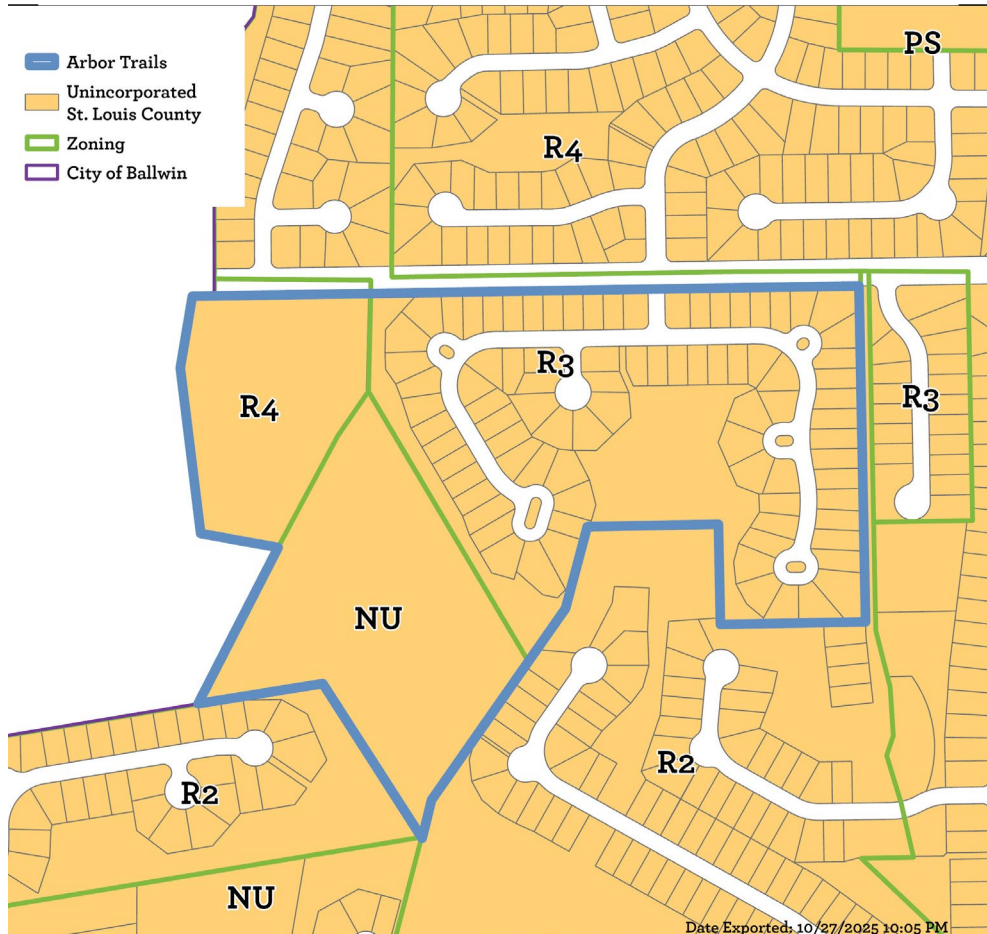 Arbor Trails
Unincorporated
St. Louis County
Zoning
City of Ballwin
PS
R4
R3
R3
R4
NU
R2
R2
NU
Date Exported: 10/27/2025 10:05 PM